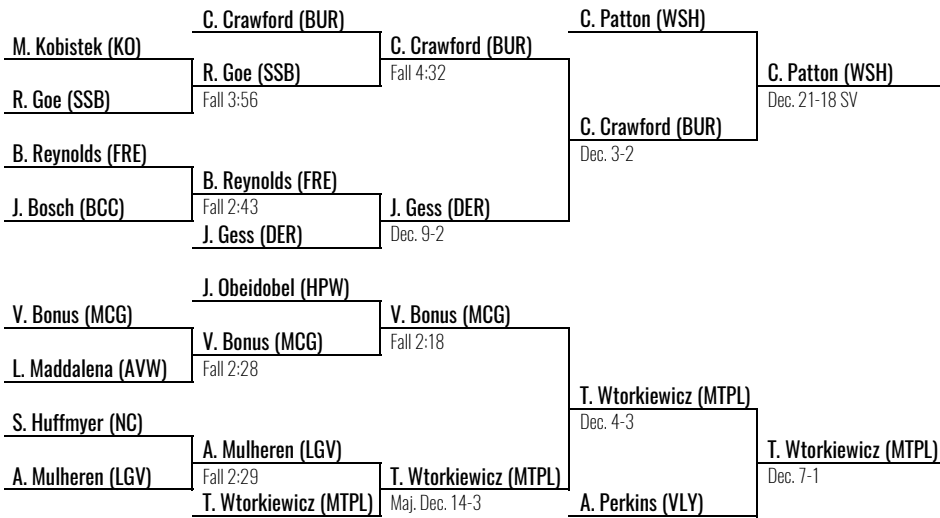 C. Crawford (BUR)
C. Patton (WSH)
M. Kobistek (KO)
C. Crawford (BUR)
R. Goe (SSB)
Fall 4:32
C. Patton (WSH)
R. Goe (SSB)
Fall 3:56
Dec. 21-18 SV
C. Crawford (BUR)
B. Reynolds (FRE)
Dec. 3-2
B. Reynolds (FRE)
J. Bosch (BCC)
Fall 2:43
J. Gess (DER)
J. Gess (DER)
Dec. 9-2
J. Obeidobel (HPW)
V. Bonus (MCG)
V. Bonus (MCG)
V. Bonus (MCG)
Fall 2:18
L. Maddalena (AVW)
Fall 2:28
T. Wtorkiewicz (MTPL)
S. Huffmyer (NC)
Dec. 4-3
A. Mulheren (LGV)
T. Wtorkiewicz (MTPL)
A. Mulheren (LGV)
Fall 2:29
T. Wtorkiewicz (MTPL)
Dec. 7-1
T. Wtorkiewicz (MTPL)
Maj. Dec. 14-3
A. Perkins (VLY)